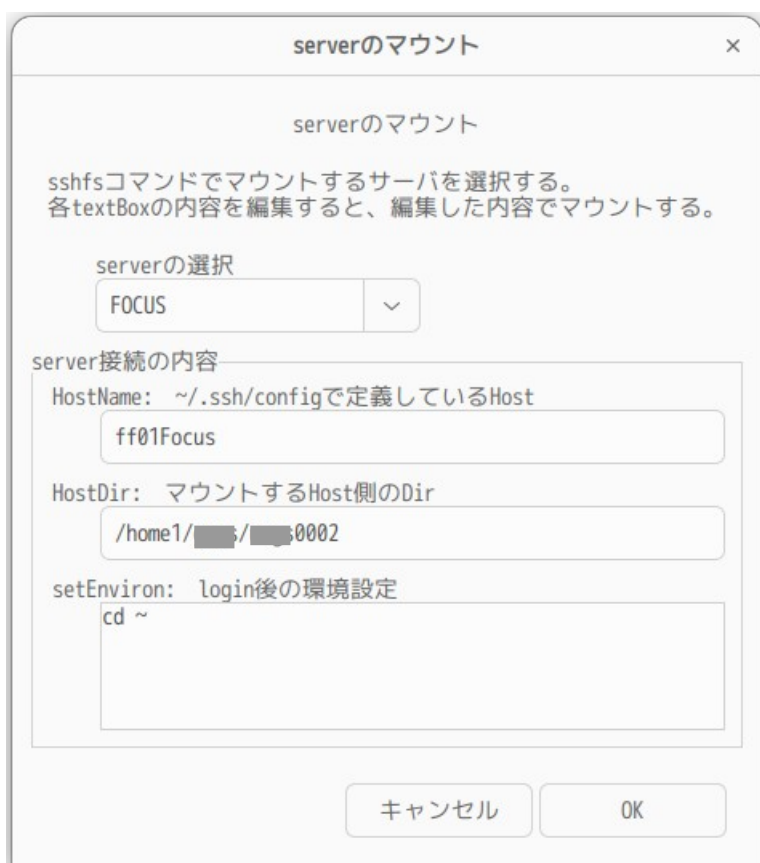 serverのマウント
×
serverのマウント
sshfsコマンドでマウントするサーバを選択する。
各textBoxの内容を編集すると、編集した内容でマウントする。
serverの選択
FOCUS
server接続の内容
HostName: ~/.ssh/configで定義しているHost
ff01Focus
HostDir: マウントするHost側のDir
/home1/ / 0002
setEnviron: login後の環境設定
cd ~
キャンセル
OK